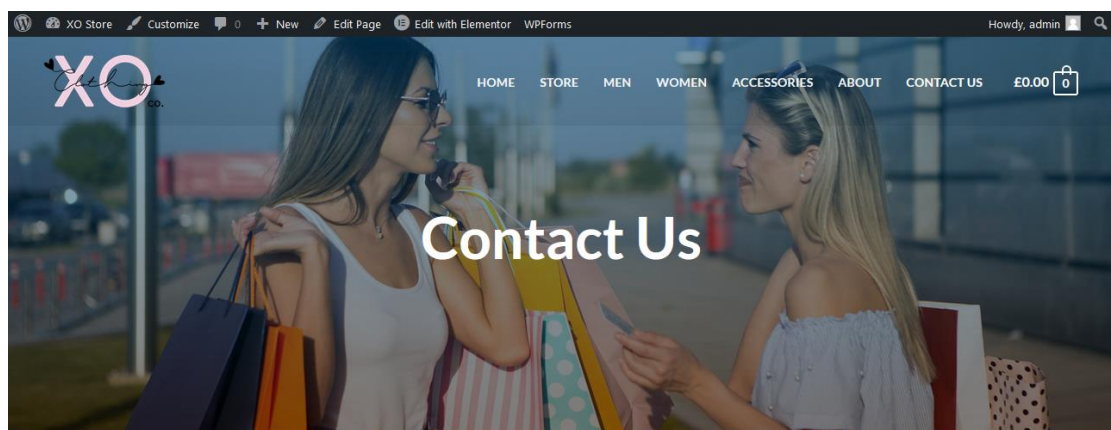 XO Store Customize 0 New Edit Page Edit with Elementor WPForms Howdy, admin
XO
Clothing
co.
HOME STORE MEN WOMEN ACCESSORIES ABOUT CONTACT US £0.00 0
Contact Us